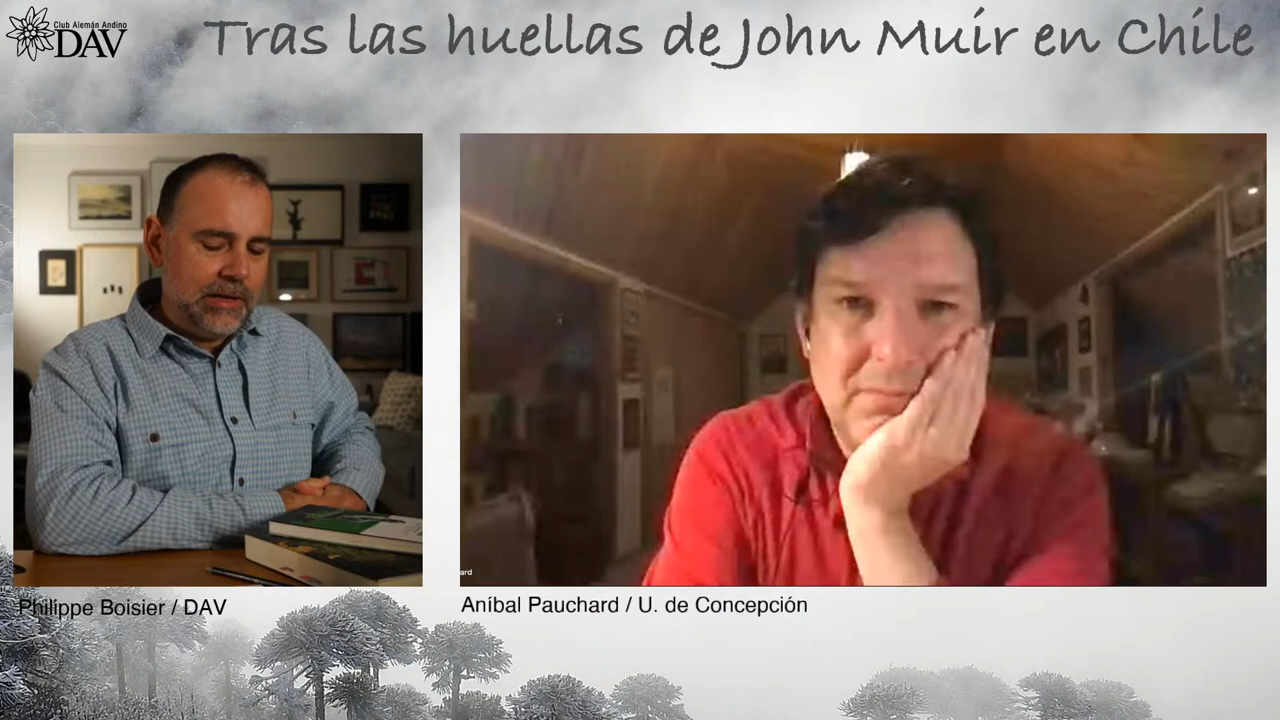 Club Alemán Andino
DAV
Tras las huellas de John Muir en Chile
ard
Philippe Boisier / DAV
Aníbal Pauchard / U. de Concepción